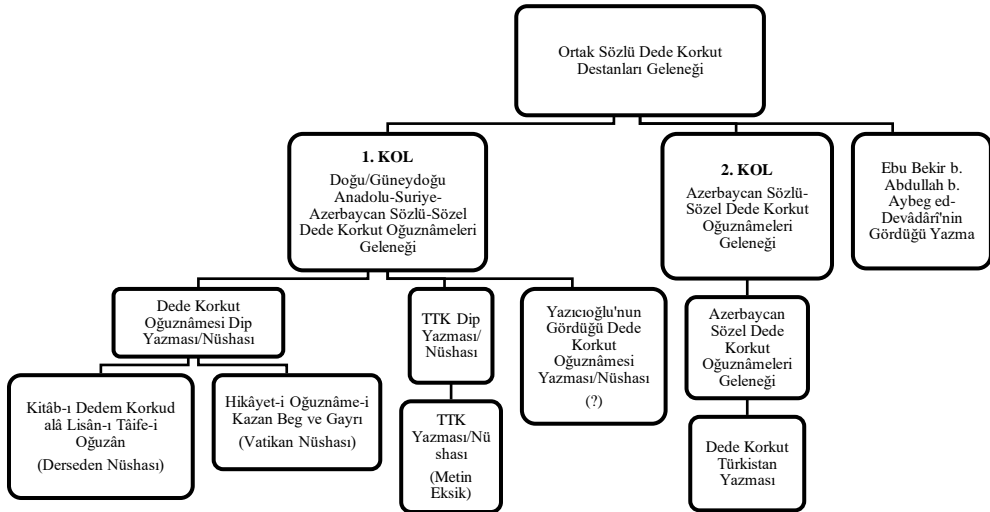 Ortak Sözlü Dede Korkut
Destanları Geleneği
1. KOL
Doğu/Güneydoğu
Anadolu-Suriye-
Azerbaycan Sözlü-Sözel
Dede Korkut Oğuznâmeleri
Geleneği
2. KOL
Azerbaycan Sözlü-
Sözel Dede Korkut
Oğuznâmeleri
Geleneği
Ebu Bekir b.
Abdullah b.
Aybeg ed-
Devâdârî'nin
Gördüğü Yazma
Dede Korkut
Oğuznâmesi Dip
Yazması/Nüshası
TTK Dip
Yazması/
Nüshası
Yazıcıoğlu'nun
Gördüğü Dede
Korkut
Oğuznâmesi
Yazması/Nüshası
(?)
Azerbaycan
Sözel Dede
Korkut
Oğuznâmeleri
Geleneği
Kitâb-ı Dedem Korkud
alâ Lisân-ı Tâife-i
Oğuzân
(Derseden Nüshası)
Hikâyet-i Oğuznâme-i
Kazan Beg ve Gayrı
(Vatikan Nüshası)
TTK
Yazması/Nü
shası
(Metin
Eksik)
Dede Korkut
Türkistan
Yazması